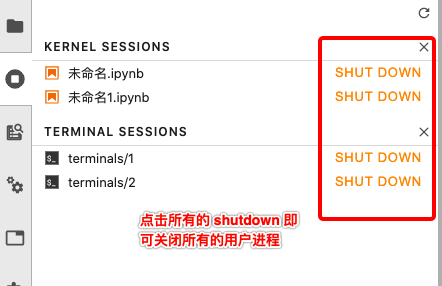 KERNEL SESSIONS ×
未命名.ipynb SHUT DOWN
未命名1.ipynb SHUT DOWN
TERMINAL SESSIONS ×
$_ terminals/1 SHUT DOWN
$_ terminals/2 SHUT DOWN
点击所有的 shutdown 即
可关闭所有的用户进程